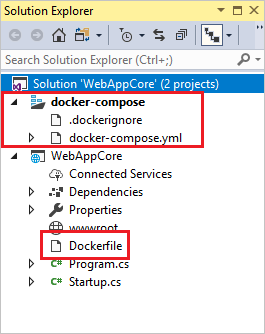 Solution Explorer
Search Solution Explorer (Ctrl+;)
Solution 'WebAppCore' (2 projects)
docker-compose
.dockerignore
docker-compose.yml
WebAppCore
Connected Services
Dependencies
Properties
wwwroot
Dockerfile
C# Program.cs
C# Startup.cs